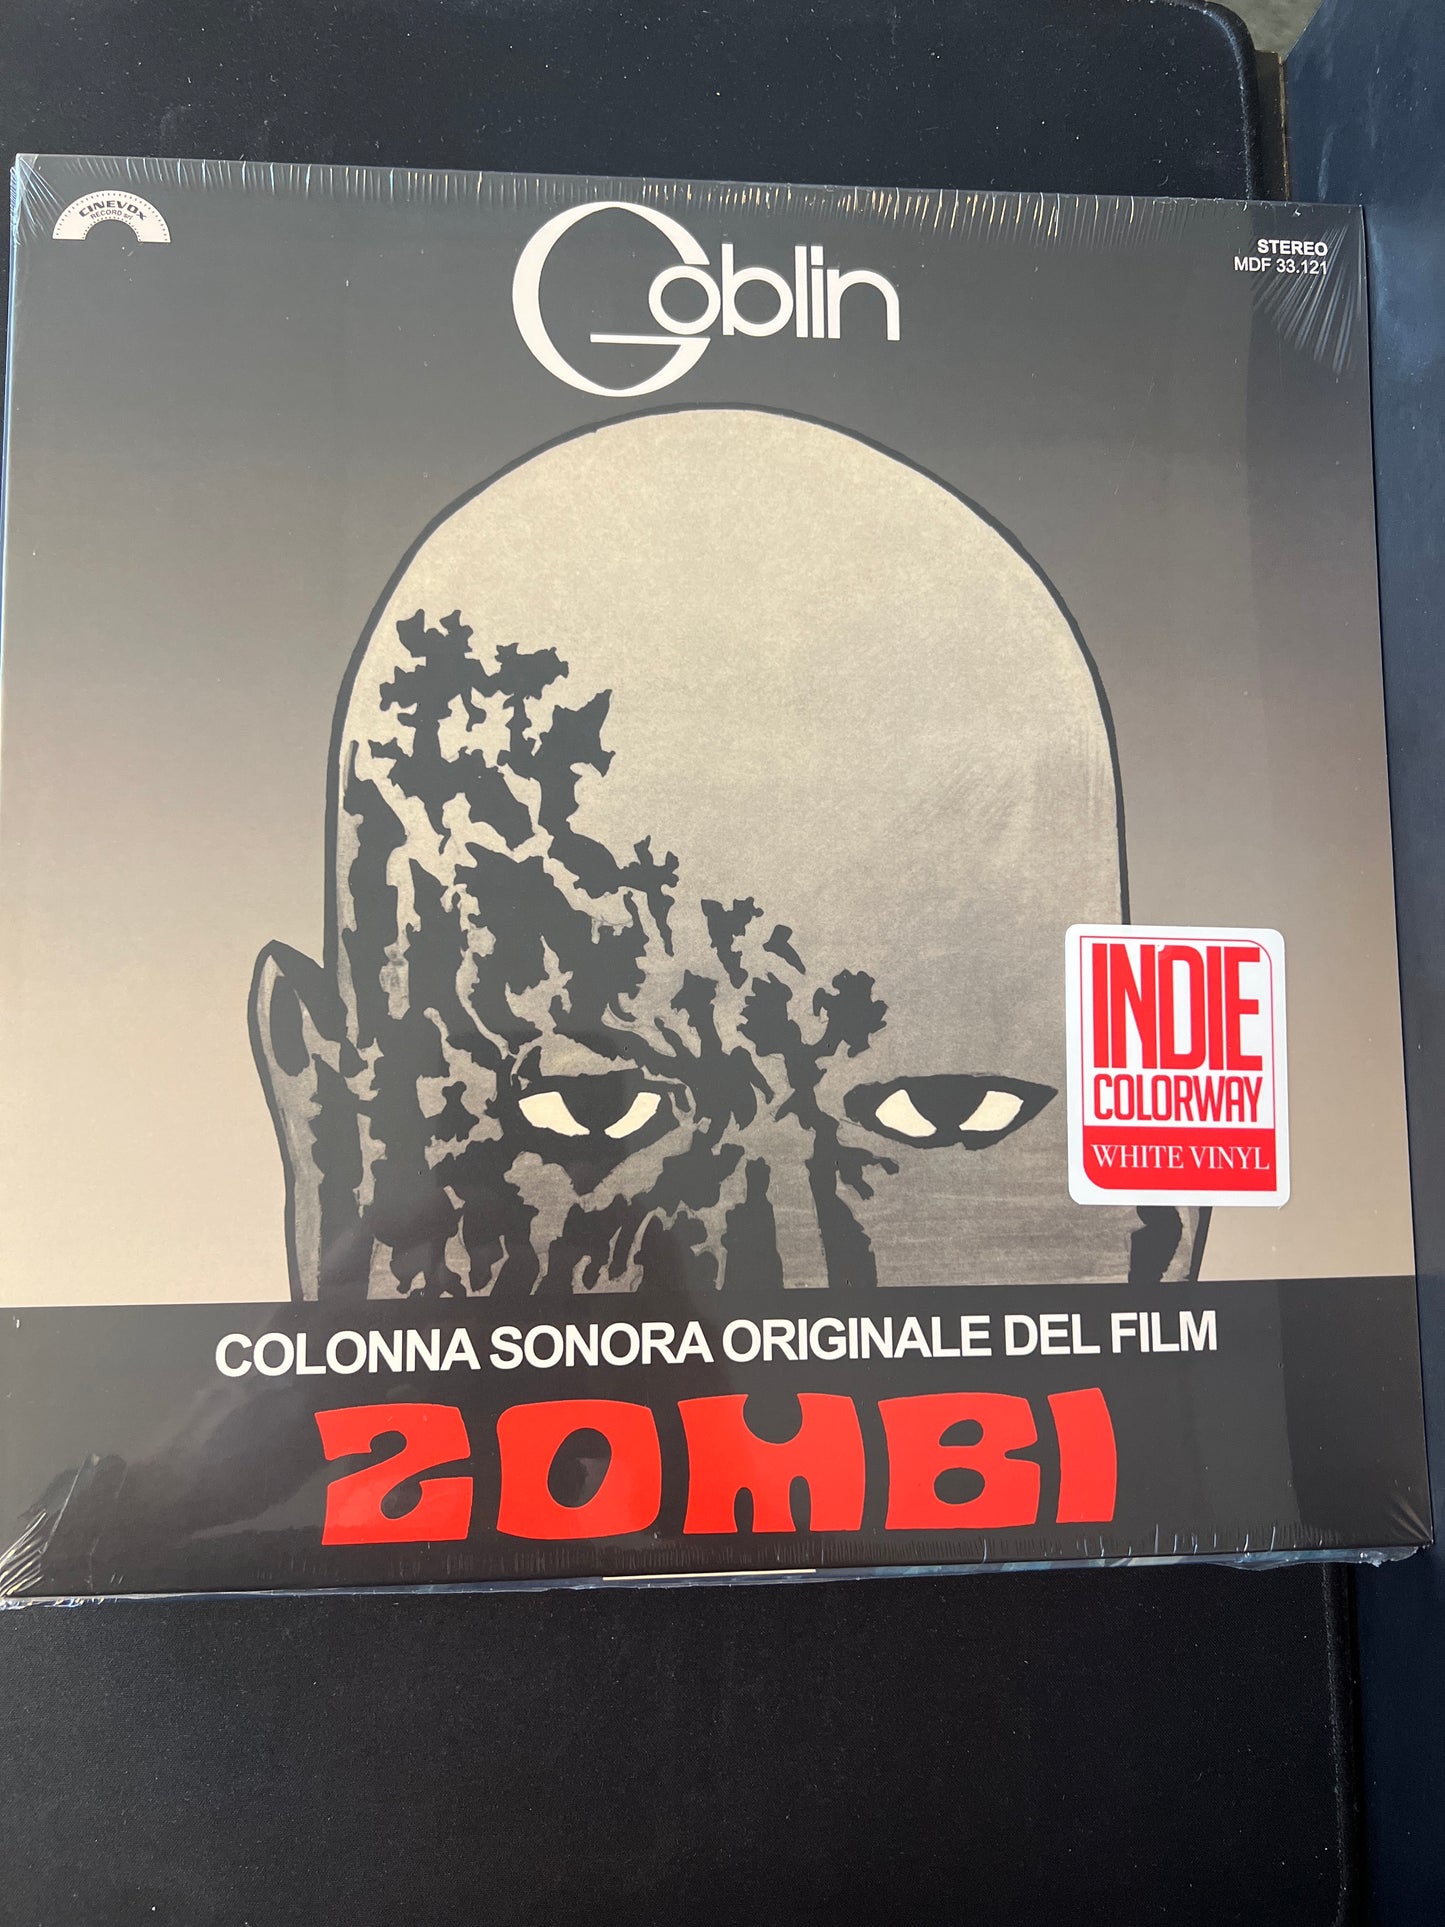 CINEVOX
RECORD srl
Goblin
STEREO
MDF 33.121
INDIE
COLORWAY
WHITE VINYL
COLONNA SONORA ORIGINALE DEL FILM
ZOMBI